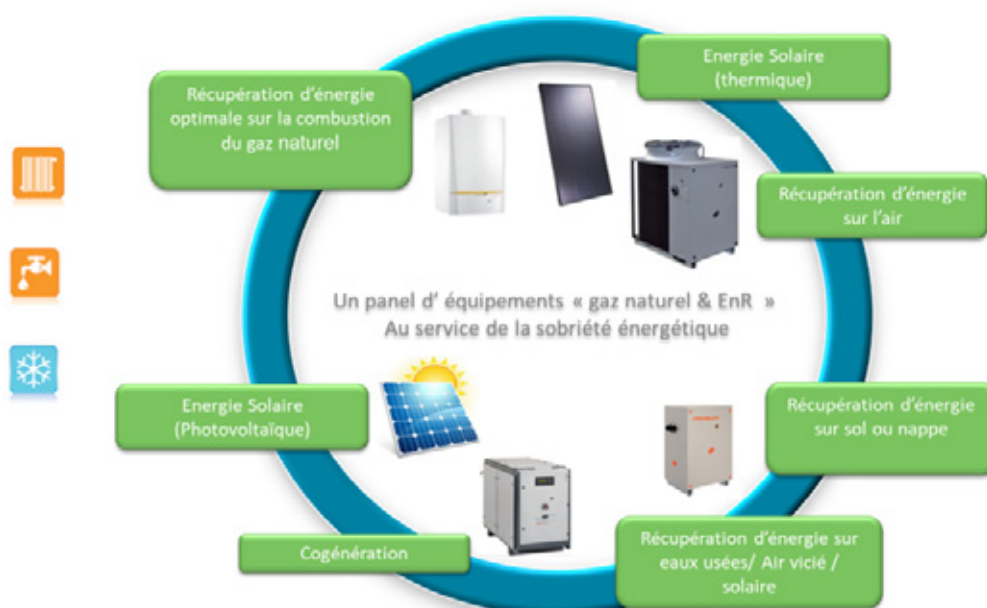 Energie Solaire
(thermique)
Récupération d'énergie
optimale sur la combustion
du gaz naturel
Récupération d'énergie
sur l'air
Un panel d' équipements « gaz naturel & EnR »
Au service de la sobriété énergétique
Energie Solaire
(Photovoltaïque)
Récupération d'énergie
sur sol ou nappe
Cogénération
Récupération d'énergie sur
eaux usées/ Air vicié /
solaire